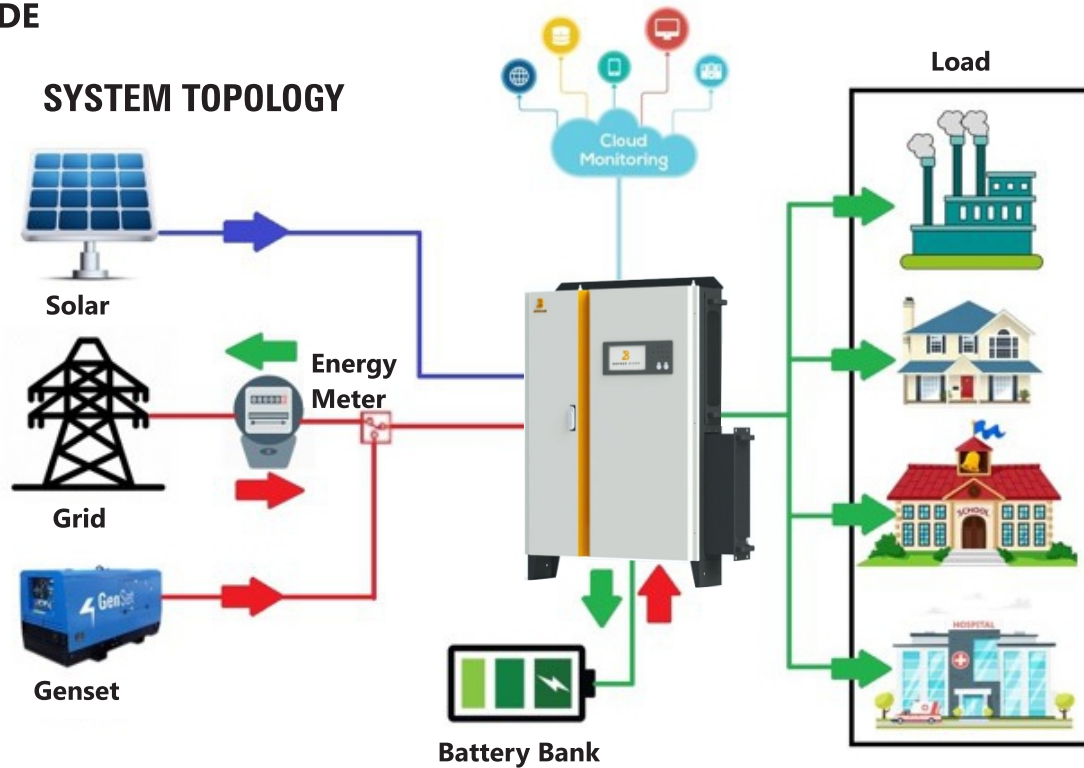 DE
SYSTEM TOPOLOGY
Cloud
Monitoring
Load
Solar
Energy
Meter
Grid
GenSet
Genset
SCHOOL
HOSPITAL
Battery Bank